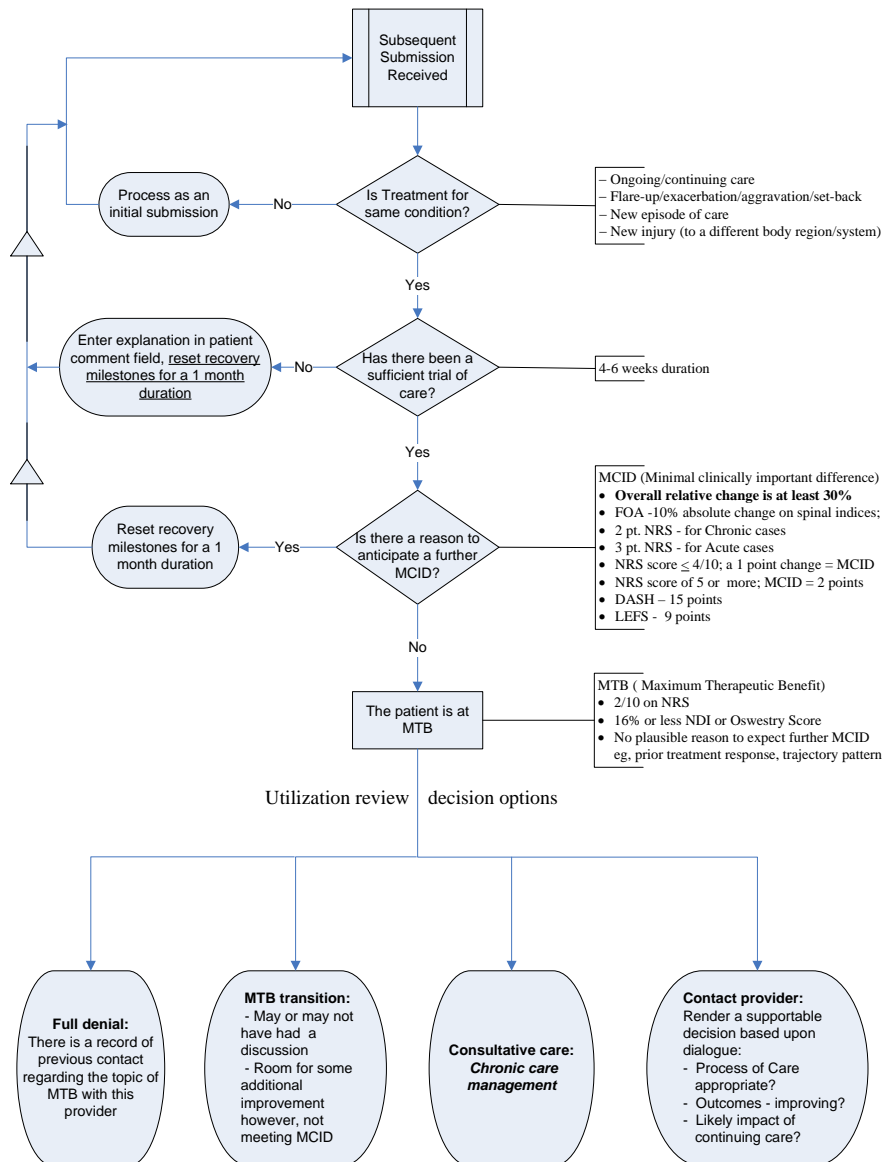 Subsequent
Submission
Received
Is Treatment for
same condition?
– Ongoing/continuing care
– Flare-up/exacerbation/aggravation/set-back
– New episode of care
– New injury (to a different body region/system)
No
Process as an
initial submission
Yes
Has there been a
sufficient trial of
care?
4-6 weeks duration
No
Enter explanation in patient
comment field, reset recovery
milestones for a 1 month
duration
Yes
Is there a reason to
anticipate a further
MCID?
MCID (Minimal clinically important difference)
• Overall relative change is at least 30%
• FOA -10% absolute change on spinal indices;
• 2 pt. NRS - for Chronic cases
• 3 pt. NRS - for Acute cases
• NRS score ≤ 4/10; a 1 point change = MCID
• NRS score of 5 or more; MCID = 2 points
• DASH – 15 points
• LEFS - 9 points
Yes
Reset recovery
milestones for a 1
month duration
No
The patient is at
MTB
MTB ( Maximum Therapeutic Benefit)
• 2/10 on NRS
• 16% or less NDI or Oswestry Score
• No plausible reason to expect further MCID
eg, prior treatment response, trajectory pattern
Utilization review decision options
Full denial:
There is a record of
previous contact
regarding the topic of
MTB with this
provider
MTB transition:
- May or may not
have had a
discussion
- Room for some
additional
improvement
however, not
meeting MCID
Consultative care:
Chronic care
management
Contact provider:
Render a supportable
decision based upon
dialogue:
- Process of Care
appropriate?
- Outcomes - improving?
- Likely impact of
continuing care?